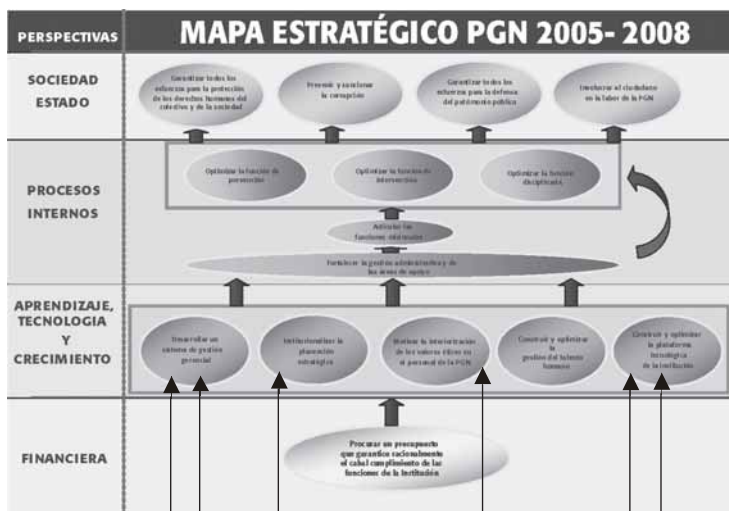 PERSPECTIVAS
MAPA ESTRATÉGICO PGN 2005- 2008
SOCIEDAD
ESTADO
Garantizar todos los
esfuerzos para la protección
de los derechos humanos del
colectivo y de la sociedad
Prevenir y sancionar
la corrupción
Garantizar todos los
esfuerzos para la defensa
del patrimonio público
Involucrar al ciudadano
en la labor de la PGN
PROCESOS
INTERNOS
Optimizar la función de
prevención
Optimizar la función de
intervención
Optimizar la función
disciplinaria
Articular las
funciones misionales
Fortalecer la gestión administrativa y de
las áreas de apoyo
APRENDIZAJE,
TECNOLOGIA
Y
CRECIMIENTO
Desarrollar un
sistema de gestión
gerencial
Institucionalizar la
planeación
estratégica
Motivar la interiorización
de los valores éticos en
el personal de la PGN
Construir y optimizar
la
gestión del talento
humano
Construir y optimizar
la plataforma
tecnológica
de la institución
FINANCIERA
Procurar un presupuesto
que garantice racionalmente
el cabal cumplimiento de las
funciones de la Institución